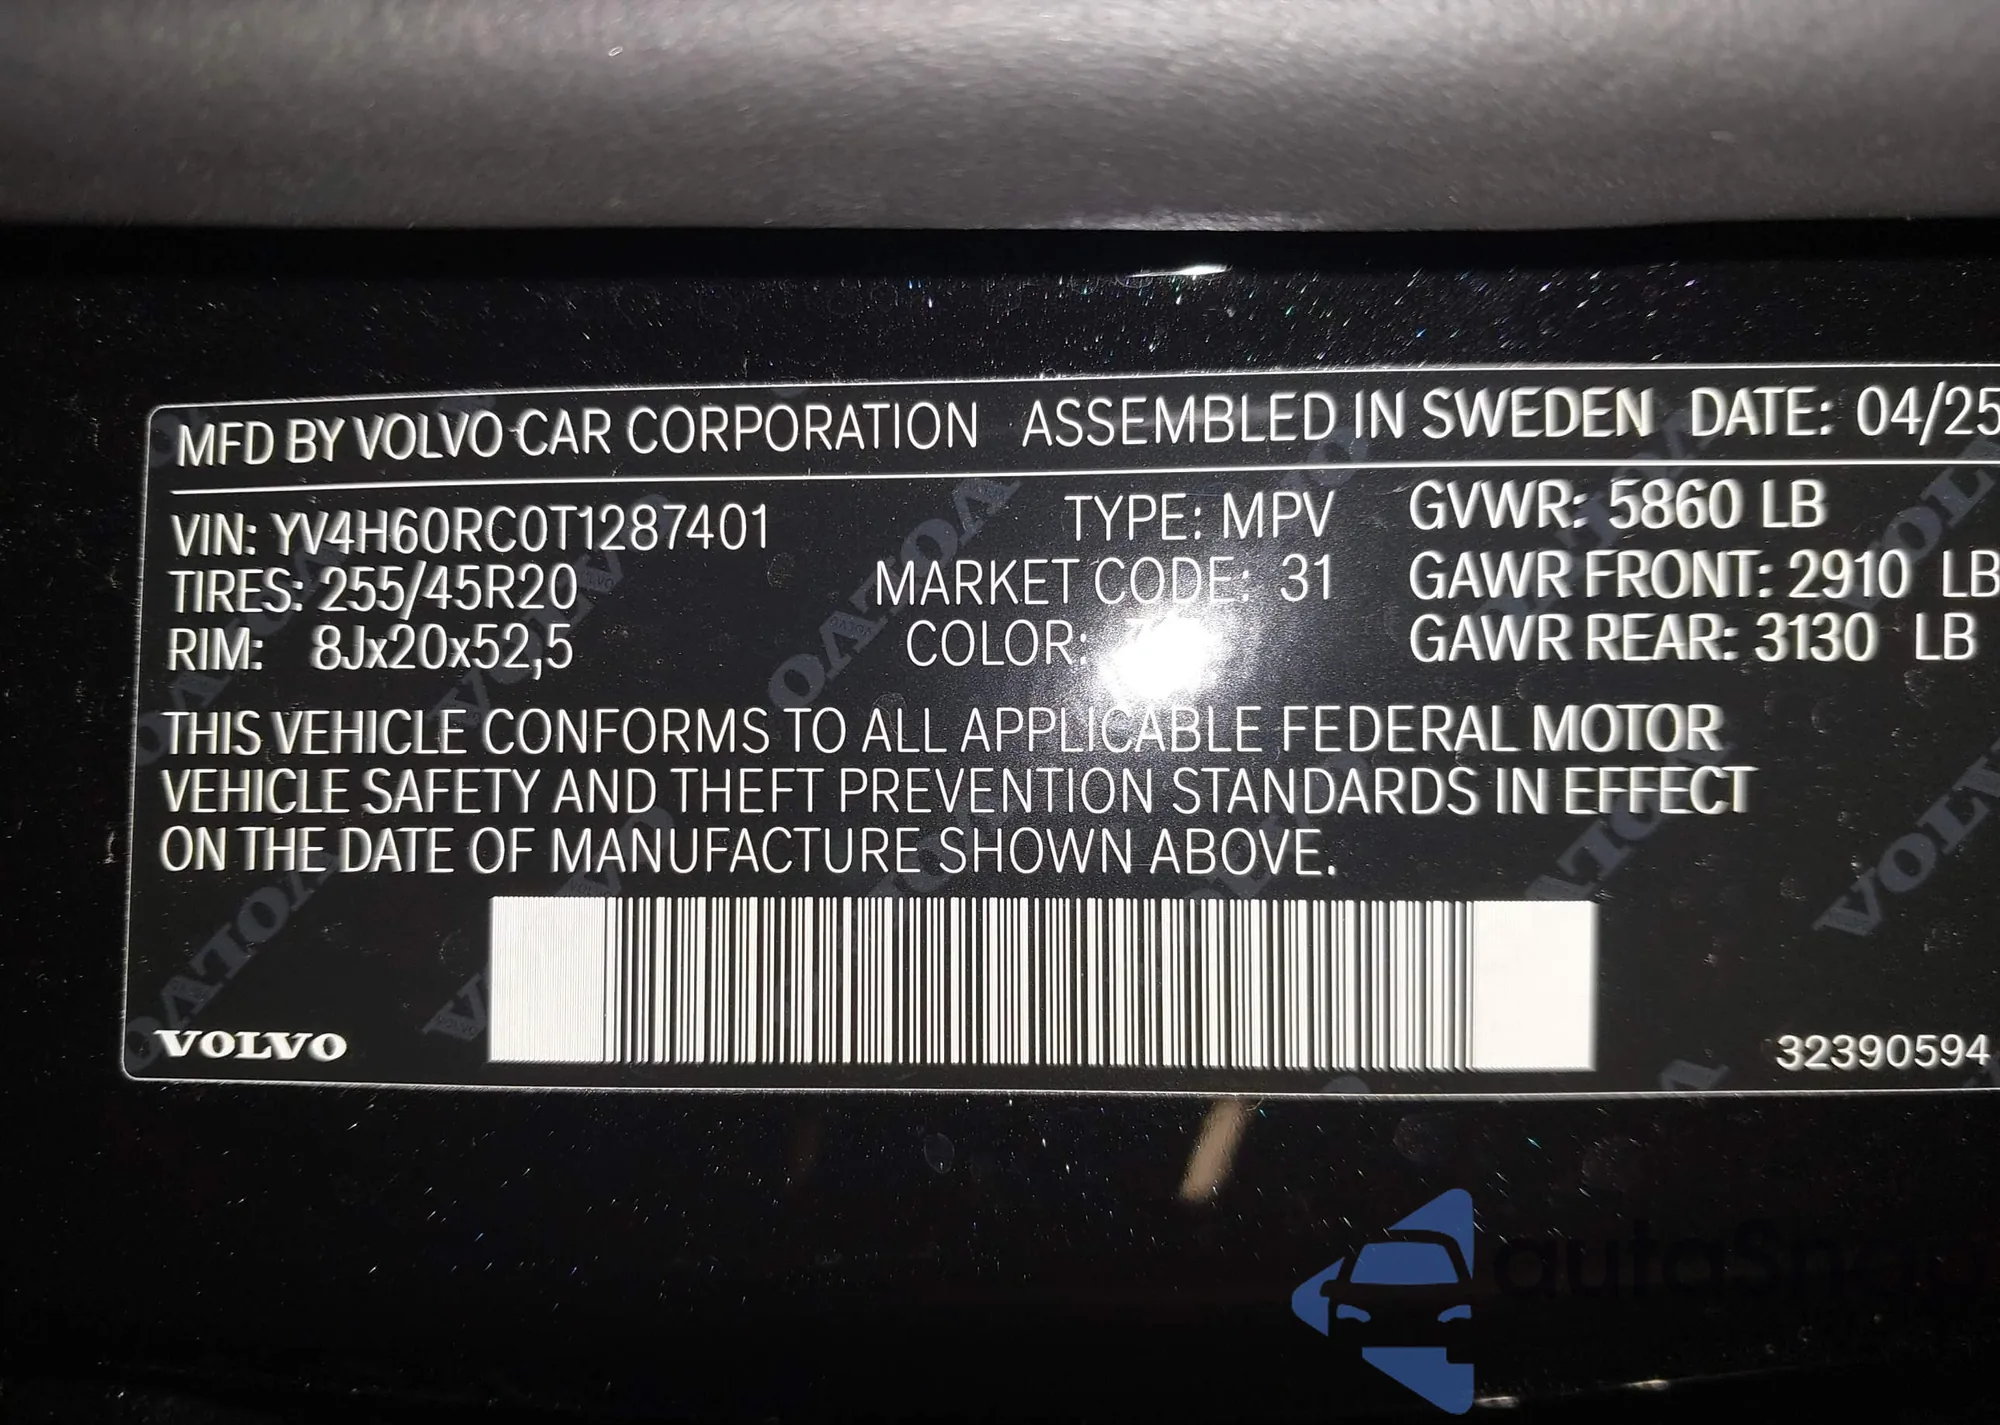 MFD BY VOLVO CAR CORPORATION ASSEMBLED IN SWEDEN DATE: 04/25
VIN: YV4H60RC0T1287401 TYPE: MPV GVWR: 5860 LB
TIRES: 255/45R20 MARKET CODE: 31 GAWR FRONT: 2910 LB
RIM: 8Jx20x52,5 COLOR: GAWR REAR: 3130 LB
THIS VEHICLE CONFORMS TO ALL APPLICABLE FEDERAL MOTOR
VEHICLE SAFETY AND THEFT PREVENTION STANDARDS IN EFFECT
ON THE DATE OF MANUFACTURE SHOWN ABOVE.
VOLVO
32390594
autoSnap